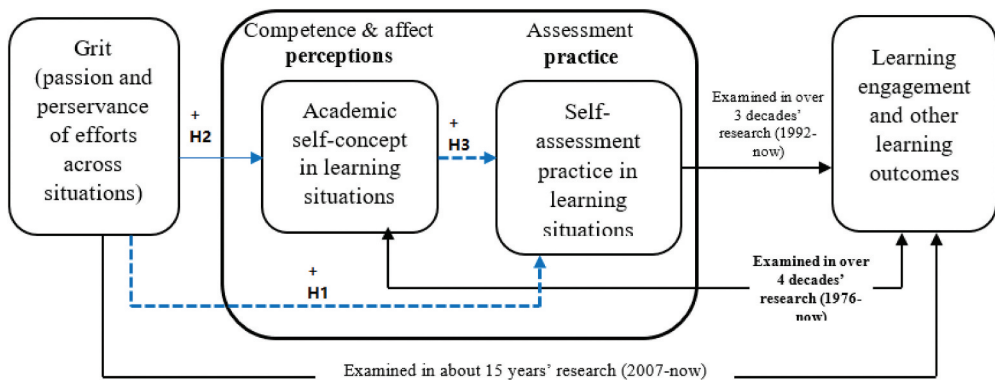 Grit
(passion and
perservance
of efforts
across
situations)
+
H2
Competence & affect
perceptions
Academic
self-concept
in learning
situations
+
H3
Assessment
practice
Self-
assessment
practice in
learning
situations
Examined in over
3 decades’
research (1992-
now)
Learning
engagement
and other
learning
outcomes
+
H1
Examined in over
4 decades’
research (1976-
now)
Examined in about 15 years’ research (2007-now)